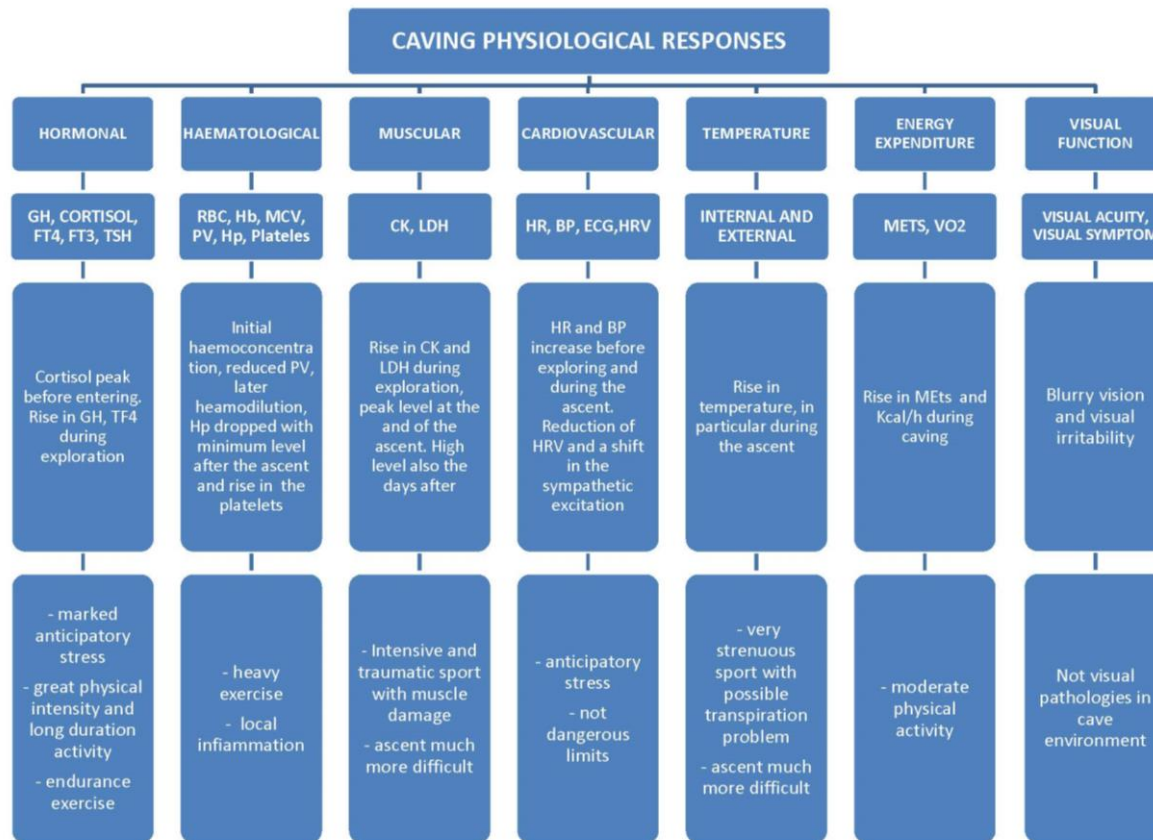 CAVING PHYSIOLOGICAL RESPONSES
HORMONAL
HAEMATOLOGICAL
MUSCULAR
CARDIOVASCULAR
TEMPERATURE
ENERGY
EXPENDITURE
VISUAL
FUNCTION
GH, CORTISOL,
FT4, FT3, TSH
RBC, Hb, MCV,
PV, Hp, Plateles
CK, LDH
HR, BP, ECG,HRV
INTERNAL AND
EXTERNAL
METS, VO2
VISUAL ACUITY,
VISUAL SYMPTOM
Cortisol peak
before entering.
Rise in GH, TF4
during
exploration
Initial
haemoconcentra
tion, reduced PV,
later
heamodilution,
Hp dropped with
minimum level
after the ascent
and rise in the
platelets
Rise in CK and
LDH during
exploration,
peak level at the
and of the
ascent. High
level also the
days after
HR and BP
increase before
exploring and
during the
ascent.
Reduction of
HRV and a shift
in the
sympathetic
excitation
Rise in
temperature, in
particular during
the ascent
Rise in METs and
Kcal/h during
caving
Blurry vision
and visual
irritability
- marked
anticipatory
stress
- great physical
intensity and
long duration
activity
- endurance
exercise
- heavy
exercise
- local
infiammation
- Intensive and
traumatic sport
with muscle
damage
- ascent much
more difficult
- anticipatory
stress
- not
dangerous
limits
- very
strenuous
sport with
possible
transpiration
problem
- ascent much
more difficult
- moderate
physical
activity
Not visual
pathologies in
cave
environment